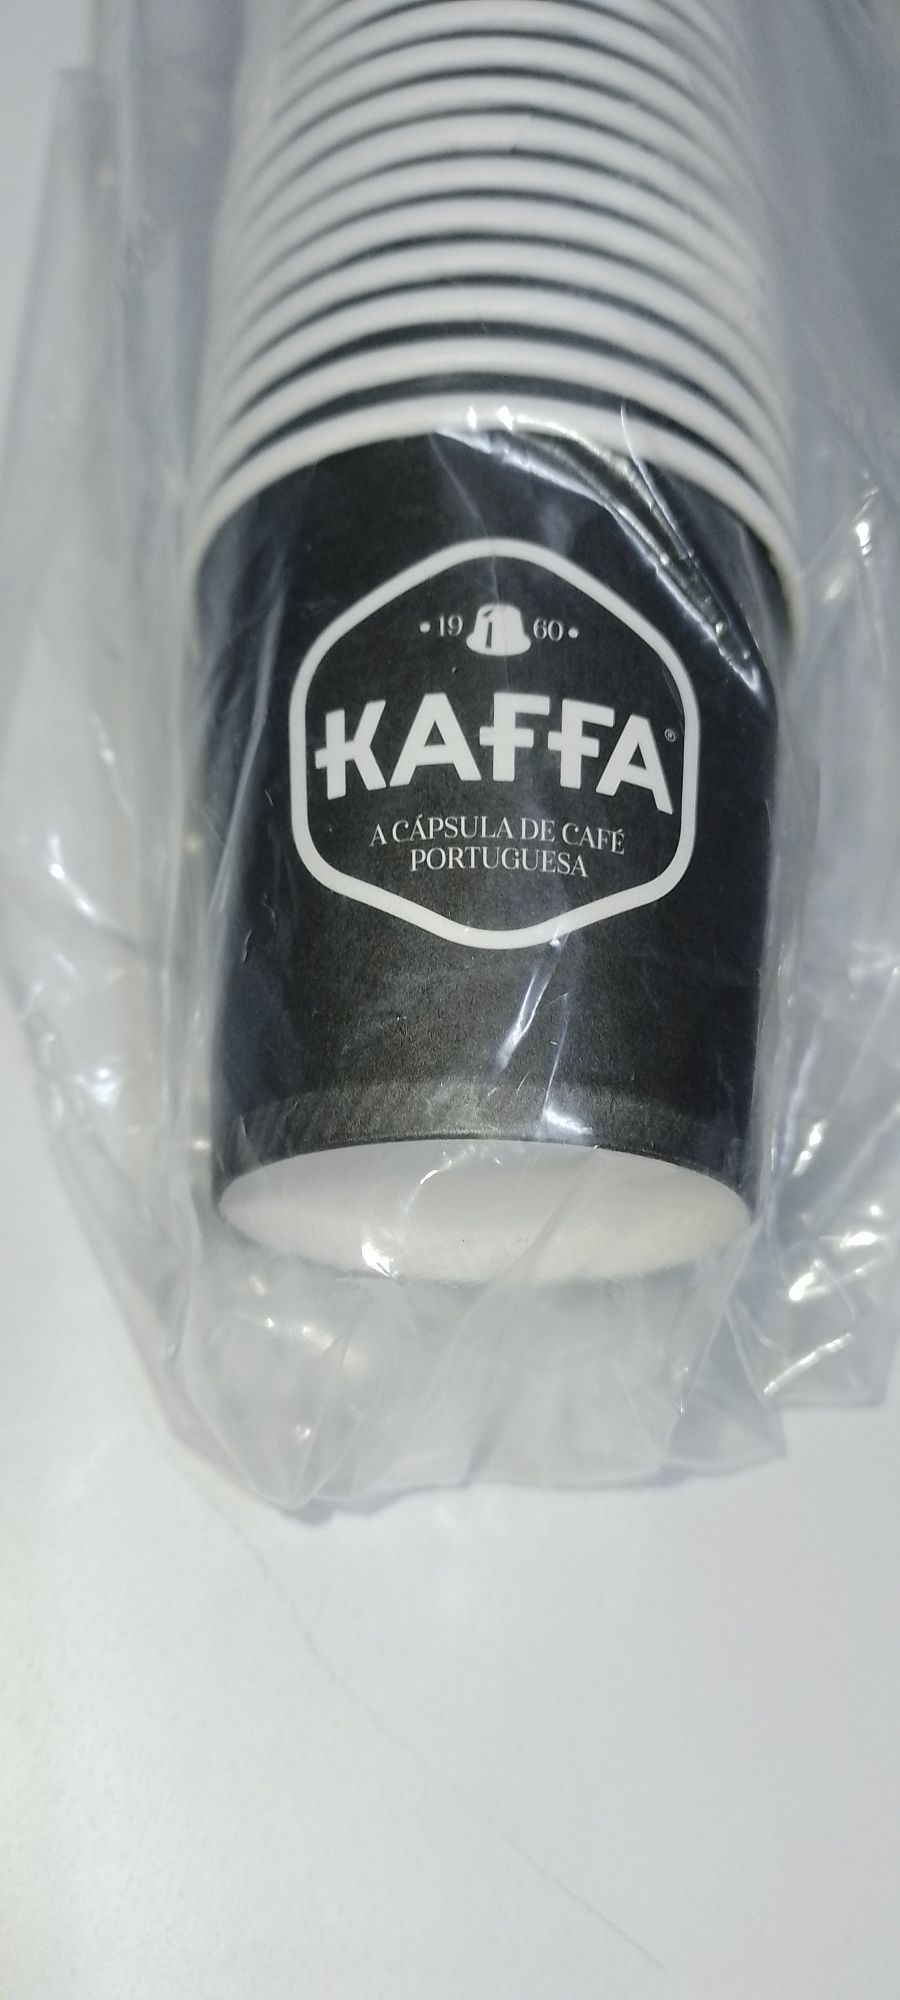 • 19 60 •
KAFFA®
A CÁPSULA DE CAFÉ
PORTUGUESA